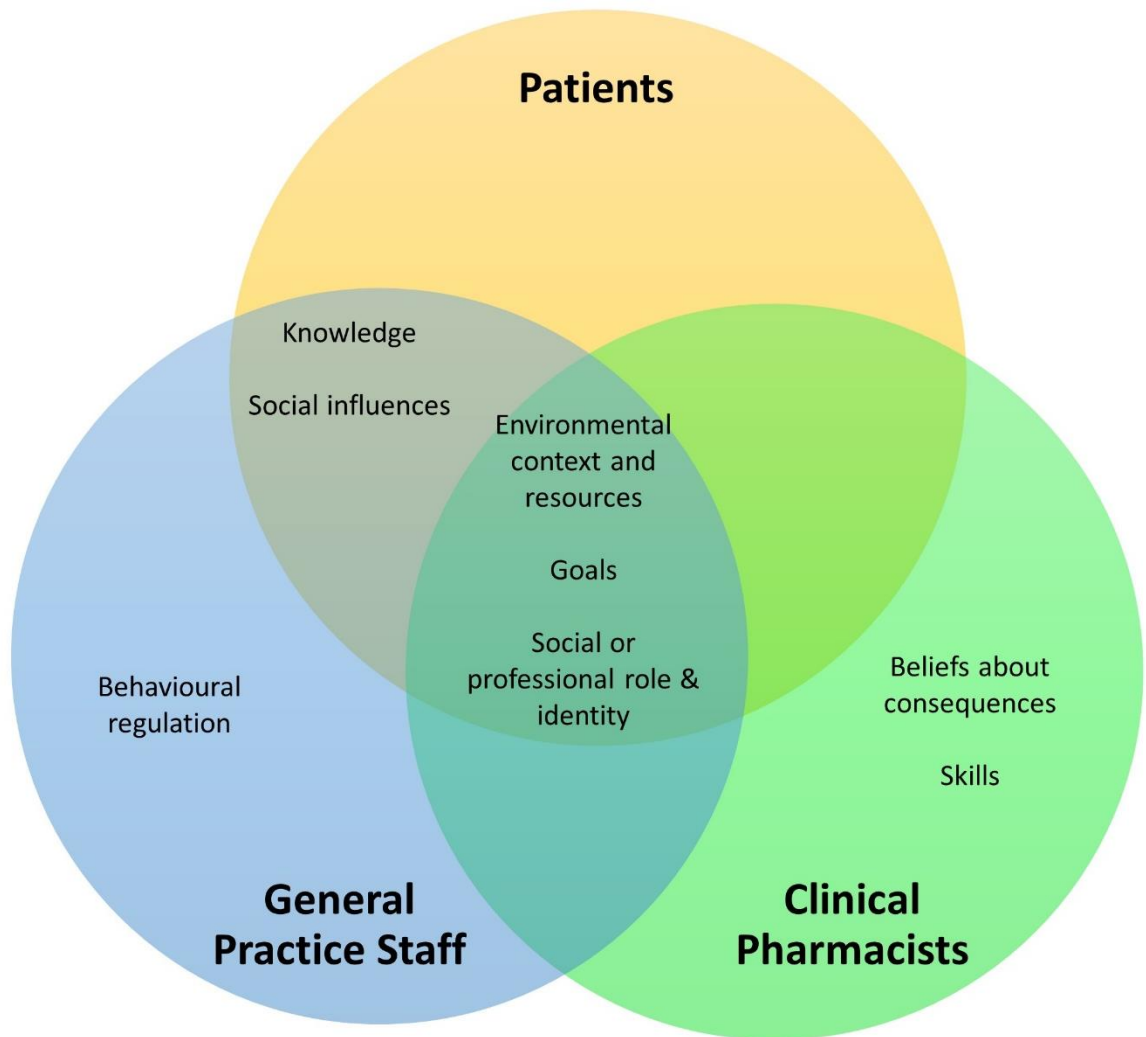 Patients
Knowledge
Social influences
Environmental
context and
resources
Goals
Social or
professional role &
identity
Behavioural
regulation
Beliefs about
consequences
Skills
General
Practice Staff
Clinical
Pharmacists